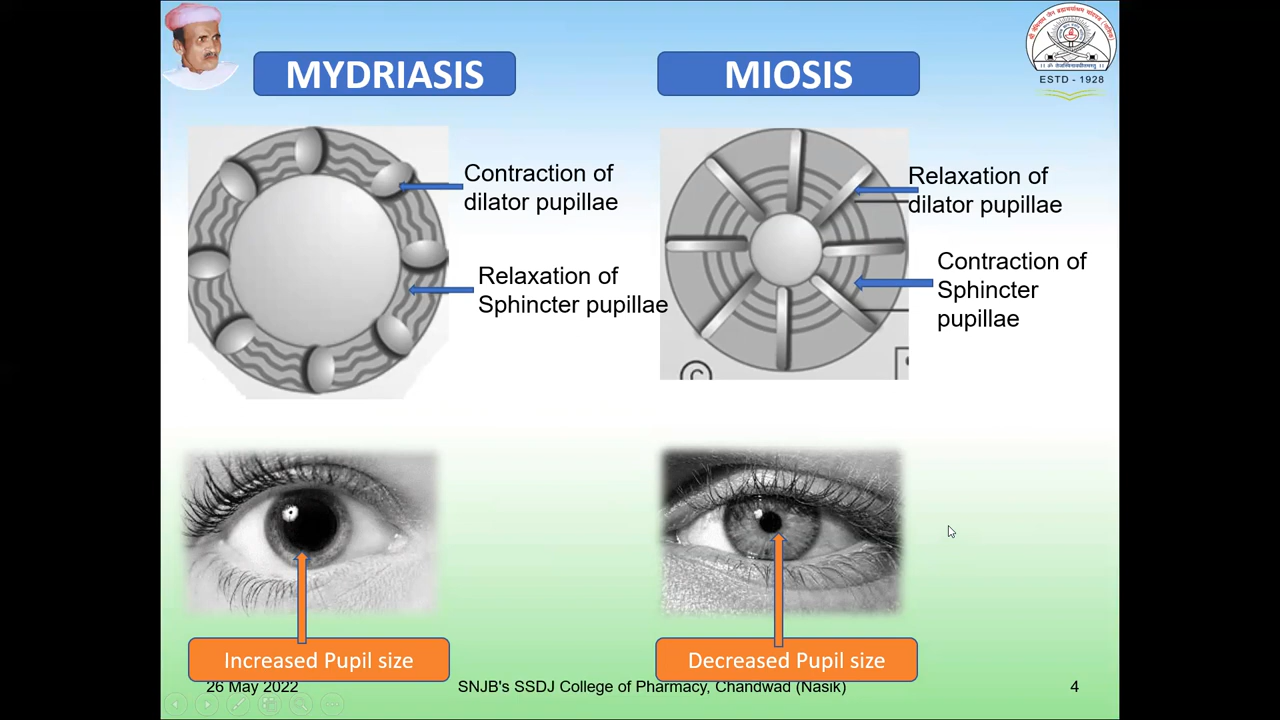 MYDRIASIS
MIOSIS
ESTD - 1928
Contraction of
dilator pupillae
Relaxation of
Sphincter pupillae
Relaxation of
dilator pupillae
Contraction of
Sphincter
pupillae
C
Increased Pupil size
Decreased Pupil size
26 May 2022
SNJB's SSDJ College of Pharmacy, Chandwad (Nasik)
4